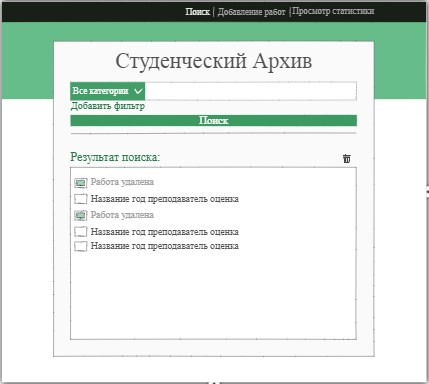 Поиск | Добавление работ | Просмотр статистики
Студенческий Архив
Все категории
Добавить фильтр
Поиск
Результат поиска:
Работа удалена
Название год преподаватель оценка
Работа удалена
Название год преподаватель оценка
Название год преподаватель оценка